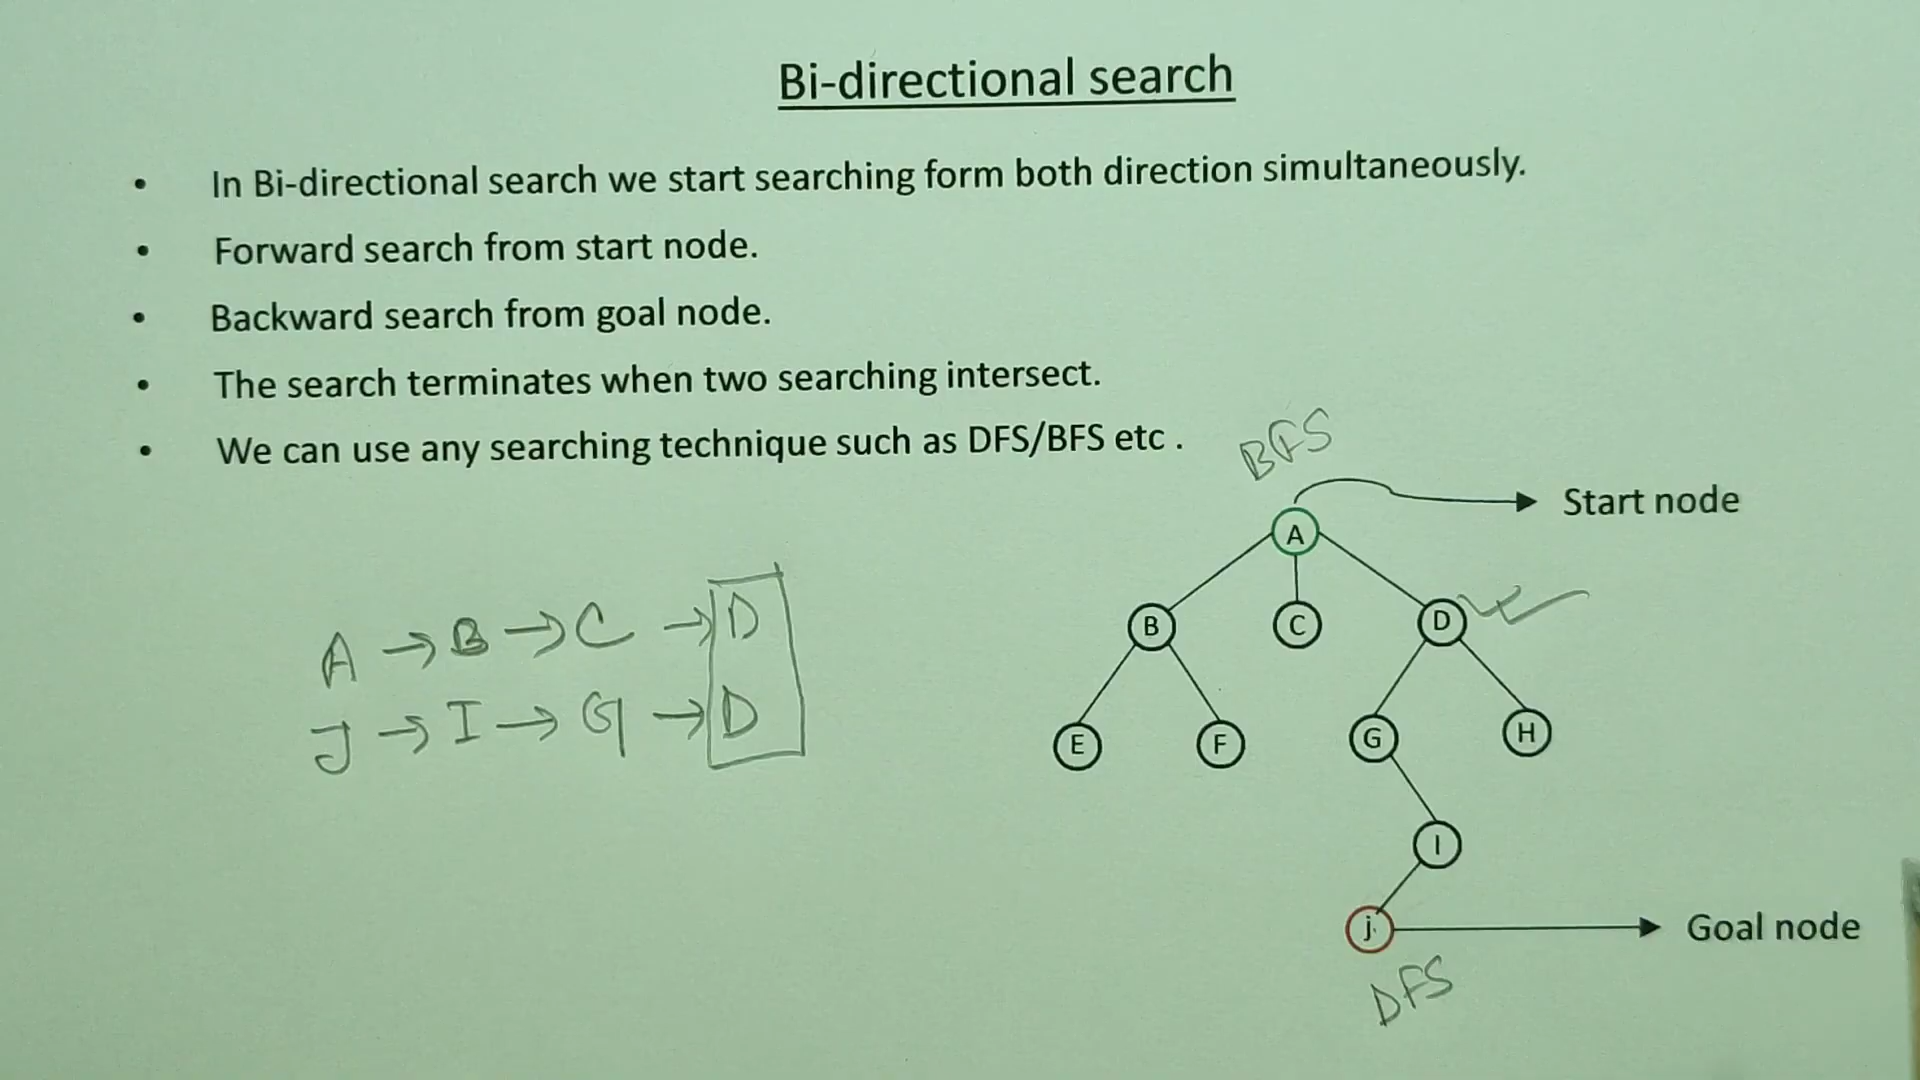 Bi-directional search
• In Bi-directional search we start searching form both direction simultaneously.
• Forward search from start node.
• Backward search from goal node.
• The search terminates when two searching intersect.
• We can use any searching technique such as DFS/BFS etc .
BFS
Start node
A
A → B → C → D
B C D
J → I → G → D
E F G H
I
j
Goal node
DFS